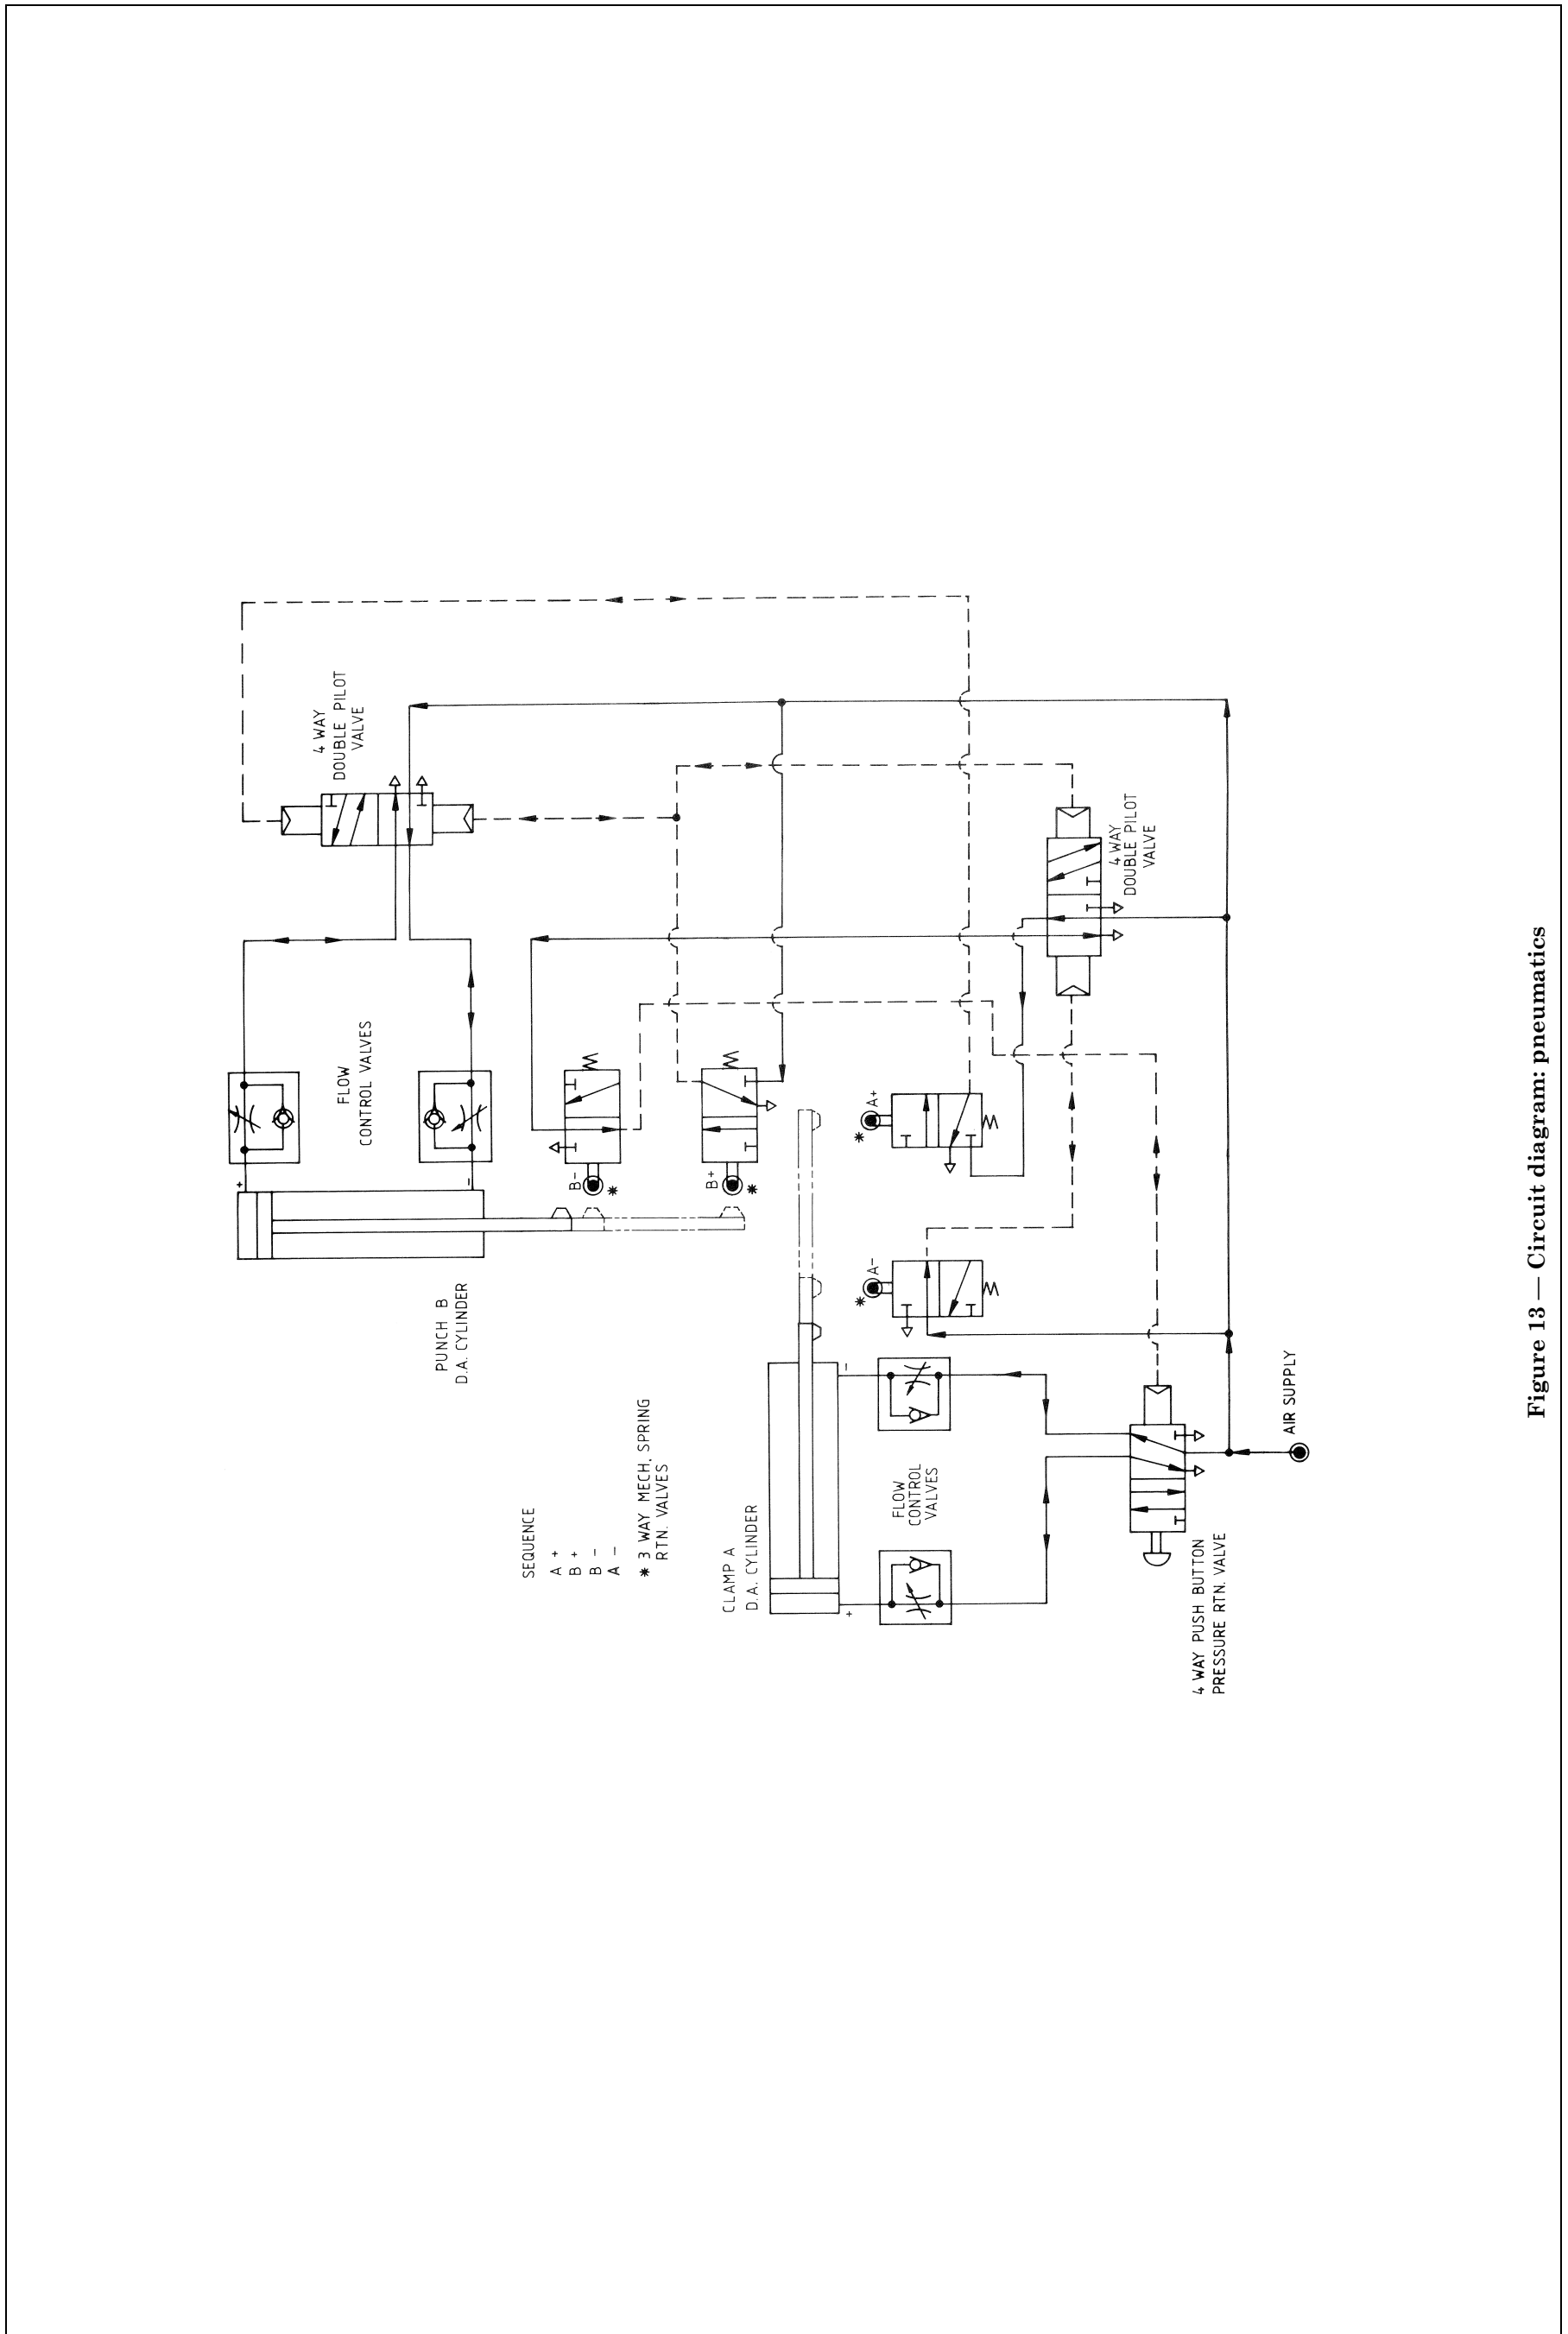 4 WAY
DOUBLE PILOT
VALVE
FLOW
CONTROL VALVES
+
-
PUNCH B
D.A. CYLINDER
B-
*
B+
*
SEQUENCE
A +
B +
B -
A -
* 3 WAY MECH, SPRING
RTN. VALVES
CLAMP A
D.A. CYLINDER
+
-
FLOW
CONTROL
VALVES
* A-
* A+
4 WAY
DOUBLE PILOT
VALVE
4 WAY PUSH BUTTON
PRESSURE RTN. VALVE
AIR SUPPLY
Figure 13 — Circuit diagram: pneumatics